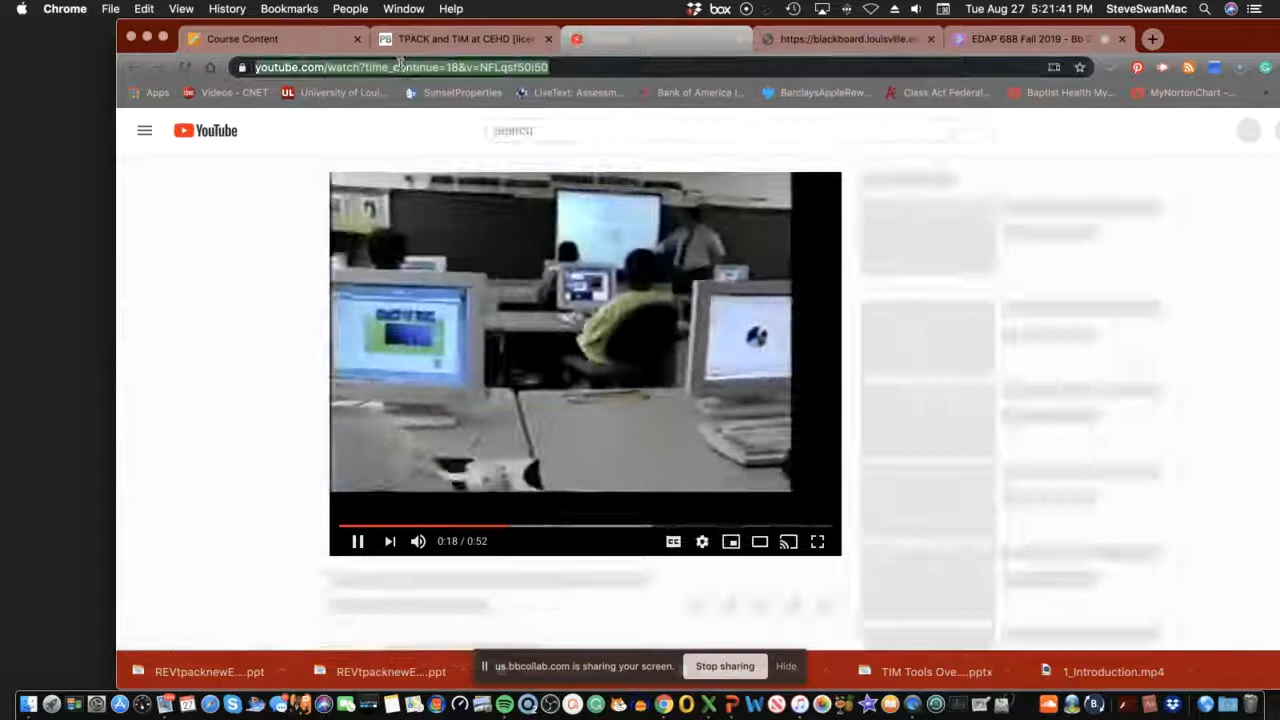 Chrome File Edit View History Bookmarks People Window Help box Tue Aug 27 5:21:41 PM SteveSwanMac
Course Content TPACK and TIM at CEHD [licer https://blackboard.louisville.e EDAP 688 Fall 2019 - Bb C
youtube.com/watch?time_continue=18&v=NFLqsf50I50
Apps Videos - CNET UL University of Loui... SunsetProperties LiveText: Assessm... Bank of America I... BarclaysAppleRew... Class Act Federal... Baptist Health My... MyNortonChart -...
YouTube
Search
0:18 / 0:52
REVtpacknewE....ppt REVtpacknewE....ppt us.bbcollab.com is sharing your screen. Stop sharing Hide TIM Tools Ove....pptx 1_Introduction.mp4